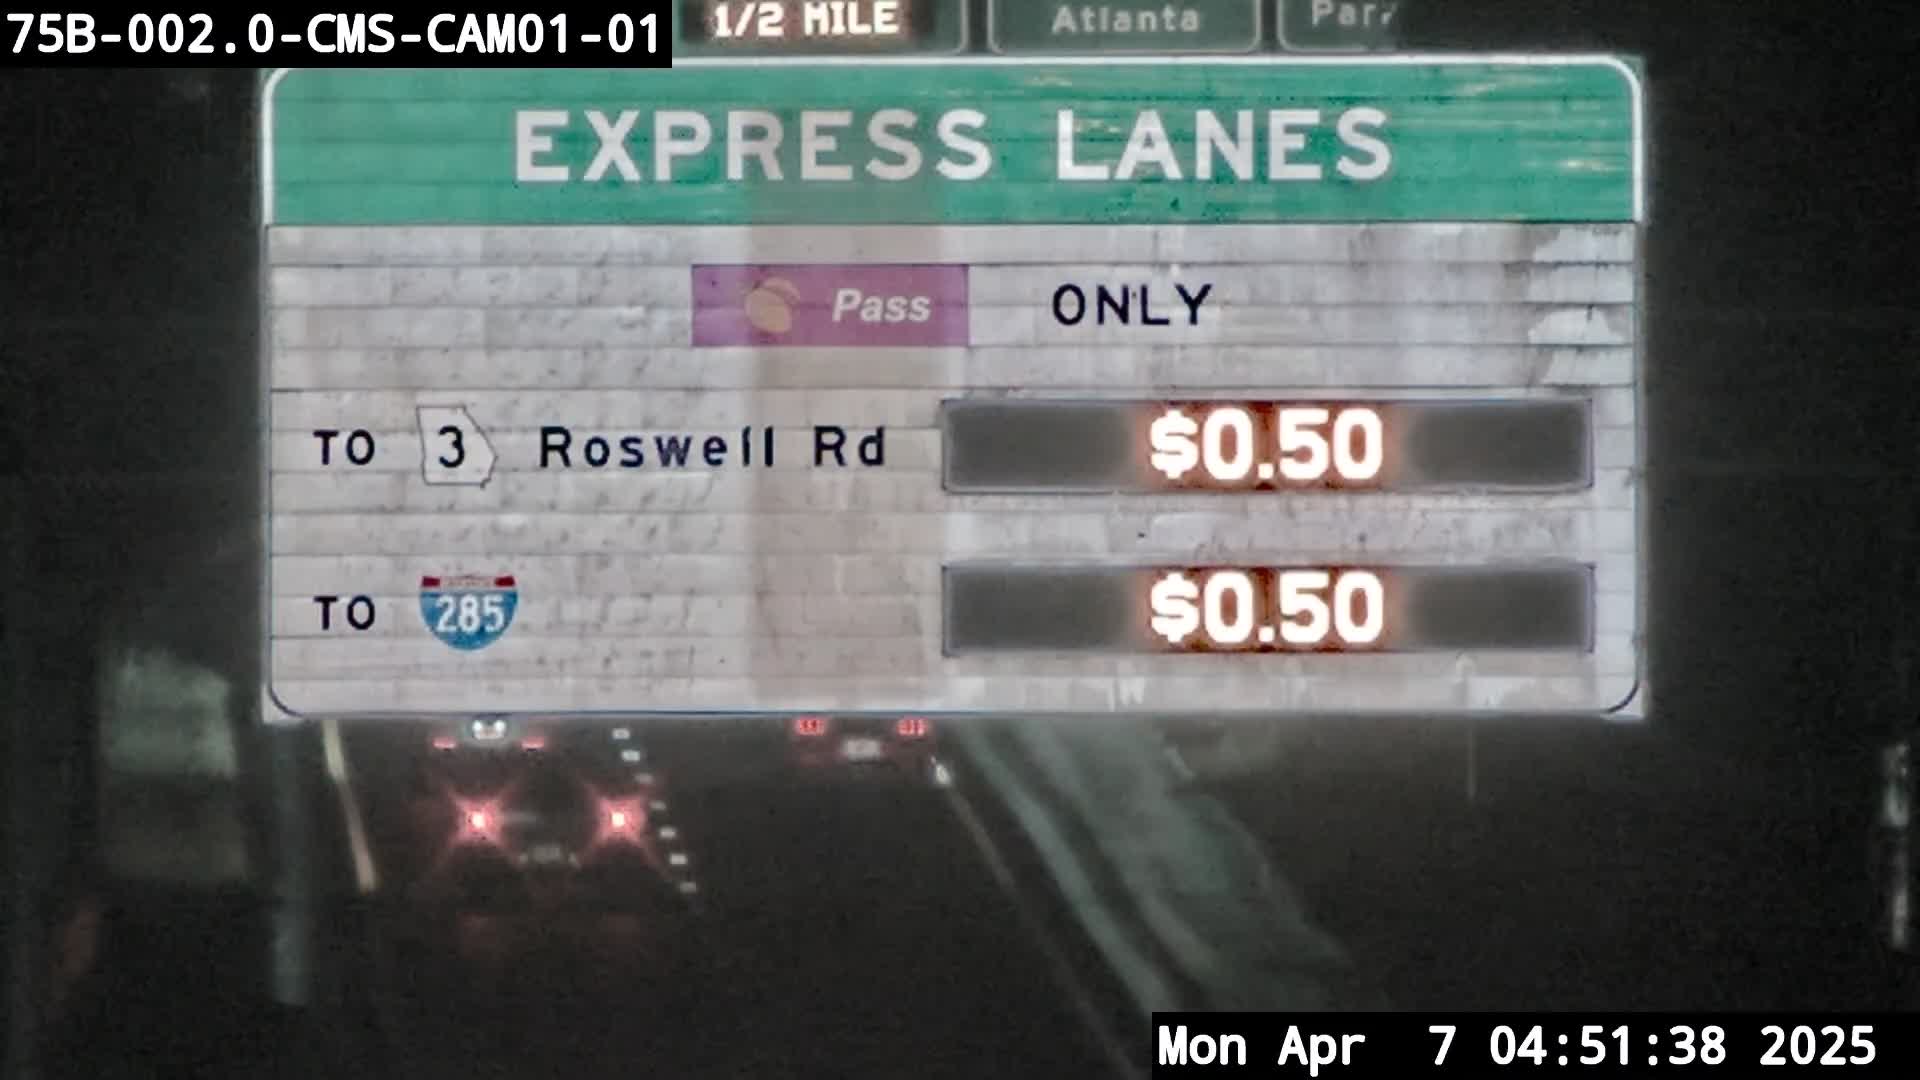 75B-002.0-CMS-CAM01-01
1/2 MILE
Atlanta
EXPRESS LANES
Pass ONLY
TO 3 Roswell Rd $0.50
TO 285 $0.50
Mon Apr 7 04:51:38 2025